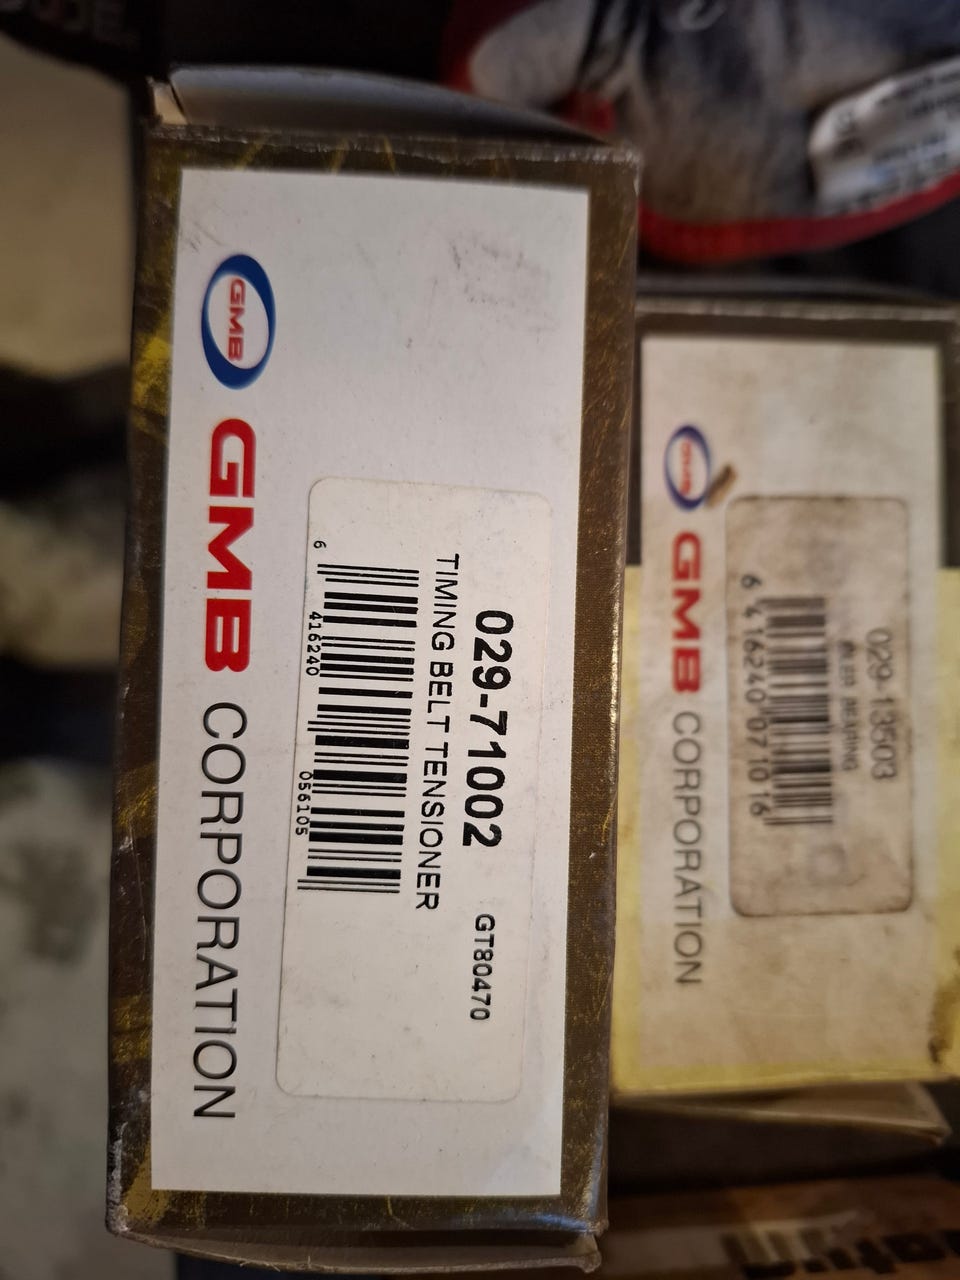 GMB
GMB CORPORATION
029-71002 GT80470
TIMING BELT TENSIONER
6 416240 056105
GMB
GMB CORPORATION
029-13503
BEARING
6 416240 071016